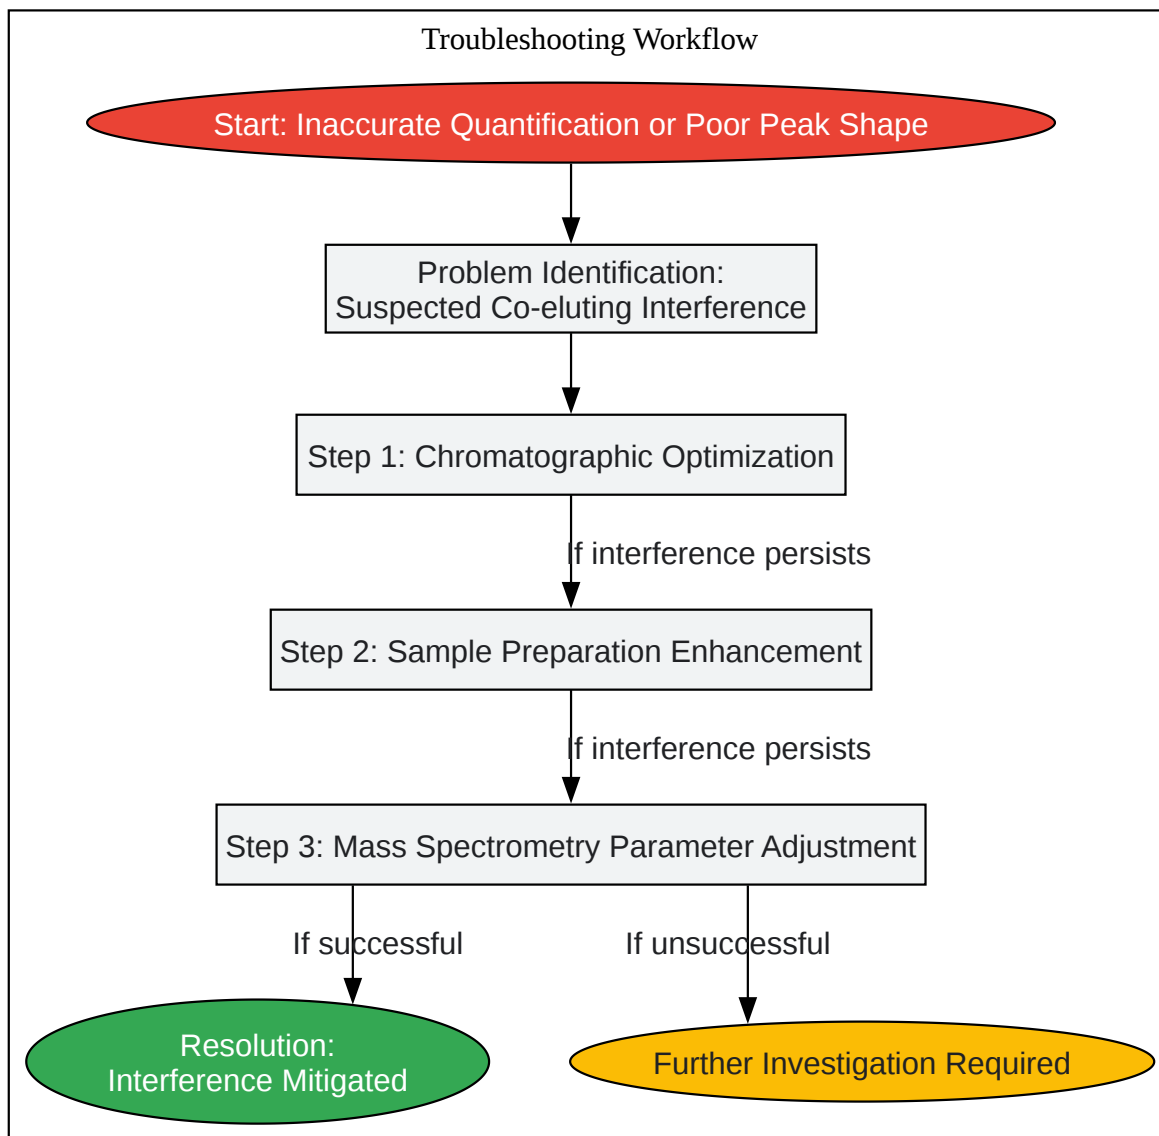 Troubleshooting Workflow
Start: Inaccurate Quantification or Poor Peak Shape
Problem Identification:
Suspected Co-eluting Interference
Step 1: Chromatographic Optimization
If interference persists
Step 2: Sample Preparation Enhancement
If interference persists
Step 3: Mass Spectrometry Parameter Adjustment
If successful
If unsuccessful
Resolution:
Interference Mitigated
Further Investigation Required